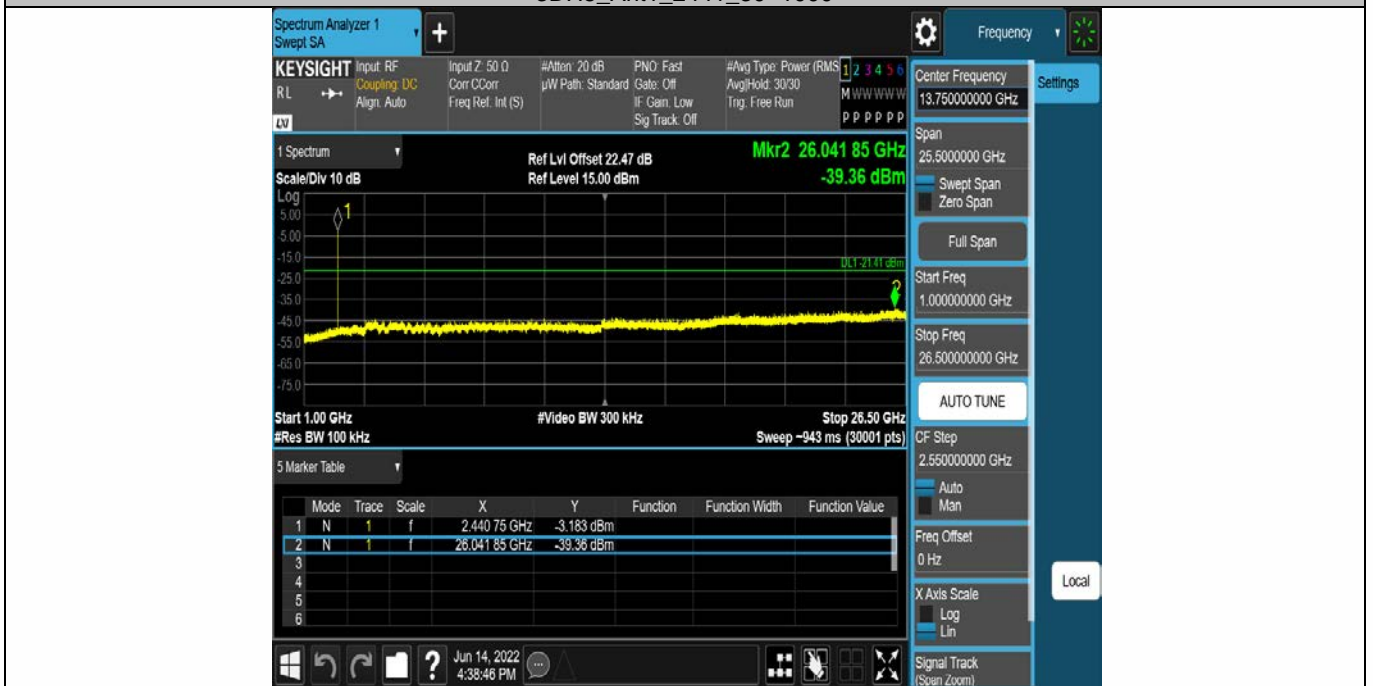 Spectrum Analyzer 1
Swept SA
+
Frequency
KEYSIGHT
RL
Input: RF
Coupling: DC
Align: Auto
Input Z: 50 Ω
Corr CCorr
Freq Ref: Int (S)
#Atten: 20 dB
µW Path: Standard
PNO: Fast
Gate: Off
IF Gain: Low
Sig Track: Off
#Avg Type: Power (RMS
Avg|Hold: 30/30
Trig: Free Run
1 2 3 4 5 6
M W W W W W
P P P P P P
1 Spectrum
Scale/Div 10 dB
Ref Lvl Offset 22.47 dB
Ref Level 15.00 dBm
Mkr2 26.041 85 GHz
-39.36 dBm
Log
5.00
-5.00
-15.0
-25.0
-35.0
-45.0
-55.0
-65.0
-75.0
1
DL1 -21.41 dBm
2
Start 1.00 GHz
#Res BW 100 kHz
#Video BW 300 kHz
Stop 26.50 GHz
Sweep ~943 ms (30001 pts)
5 Marker Table
Mode Trace Scale X Y Function Function Width Function Value
1 N 1 f 2.440 75 GHz -3.183 dBm
2 N 1 f 26.041 85 GHz -39.36 dBm
3
4
5
6
?
Jun 14, 2022
4:38:46 PM
Center Frequency
13.750000000 GHz
Settings
Span
25.5000000 GHz
Swept Span
Zero Span
Full Span
Start Freq
1.000000000 GHz
Stop Freq
26.500000000 GHz
AUTO TUNE
CF Step
2.550000000 GHz
Auto
Man
Freq Offset
0 Hz
X Axis Scale
Log
Lin
Local
Signal Track
(Span Zoom)